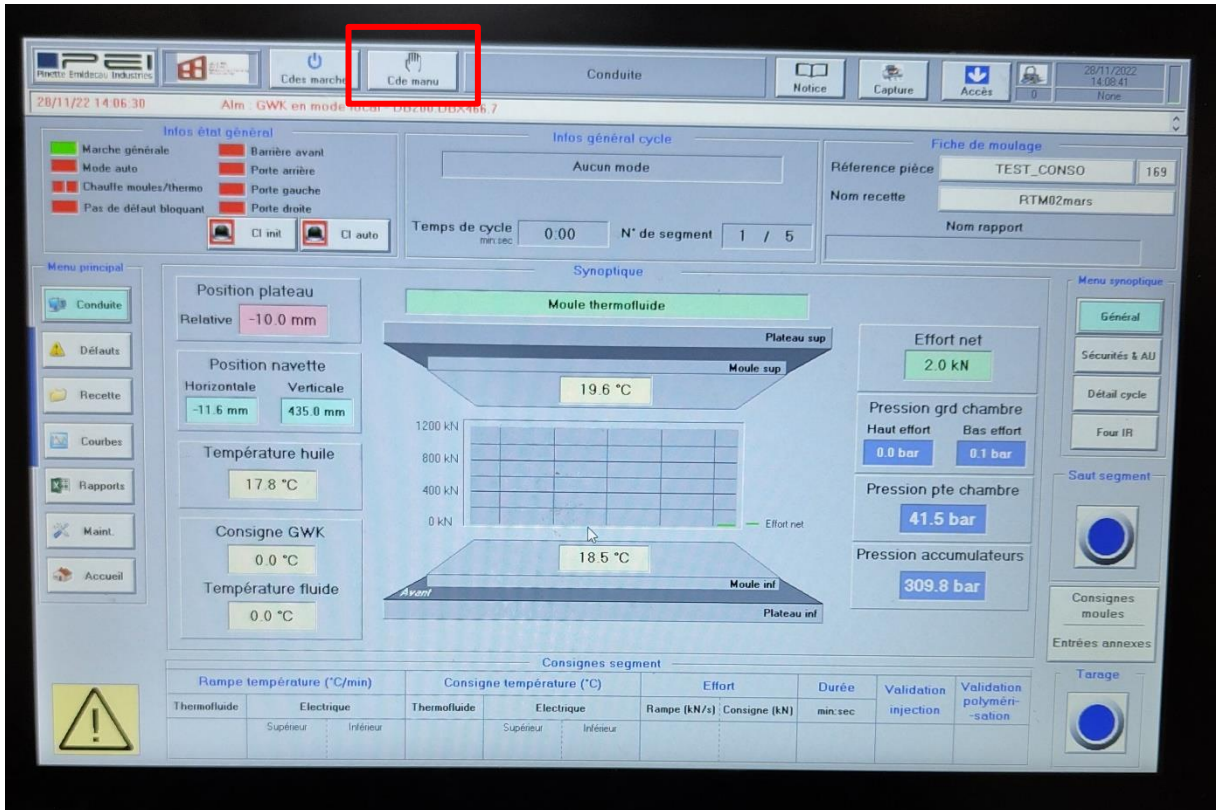 PEI
Pinette Emidecau Industries
Cdes marche
Cde manu
Conduite
Notice
Capture
Accès
0
28/11/2022
14:08:41
None
28/11/22 14:06:30 Alm : GWK en mode local DB200.DBX466.7
Infos état général
Marche générale
Barrière avant
Mode auto
Porte arrière
Chauffe moules/thermo
Porte gauche
Pas de défaut bloquant
Porte droite
CI init
CI auto
Infos général cycle
Aucun mode
Temps de cycle
min:sec
0:00
N° de segment
1 / 5
Fiche de moulage
Réference pièce
TEST_CONSO
169
Nom recette
RTM02mars
Nom rapport
Menu principal
Conduite
Défauts
Recette
Courbes
Rapports
Maint.
Accueil
Position plateau
Relative -10.0 mm
Position navette
Horizontale Verticale
-11.6 mm 435.0 mm
Température huile
17.8 °C
Consigne GWK
0.0 °C
Température fluide
0.0 °C
Synoptique
Moule thermofluide
Plateau sup
Moule sup
19.6 °C
1200 kN
800 kN
400 kN
0 kN
Effort net
18.5 °C
Moule inf
Avant
Plateau inf
Effort net
2.0 kN
Pression grd chambre
Haut effort Bas effort
0.0 bar 0.1 bar
Pression pte chambre
41.5 bar
Pression accumulateurs
309.8 bar
Menu synoptique
Général
Sécurités & AU
Détail cycle
Four IR
Saut segment
Consignes
moules
Entrées annexes
Tarage
Consignes segment
Rampe température (°C/min)
Consigne température (°C)
Effort
Durée
Validation
injection
Validation
polyméri-
-sation
Thermofluide Electrique
Thermofluide Electrique
Rampe (kN/s) Consigne (kN)
min:sec
Supérieur Inférieur
Supérieur Inférieur